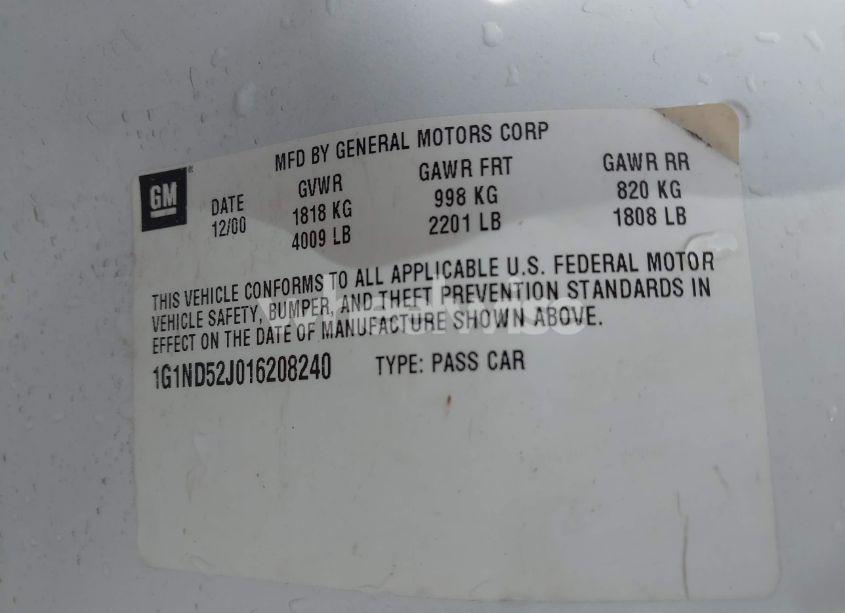 MFD BY GENERAL MOTORS CORP
GM
DATE GVWR GAWR FRT GAWR RR
12/00 1818 KG 998 KG 820 KG
4009 LB 2201 LB 1808 LB
THIS VEHICLE CONFORMS TO ALL APPLICABLE U.S. FEDERAL MOTOR
VEHICLE SAFETY, BUMPER, AND THEFT PREVENTION STANDARDS IN
EFFECT ON THE DATE OF MANUFACTURE SHOWN ABOVE.
1G1ND52J016208240 TYPE: PASS CAR